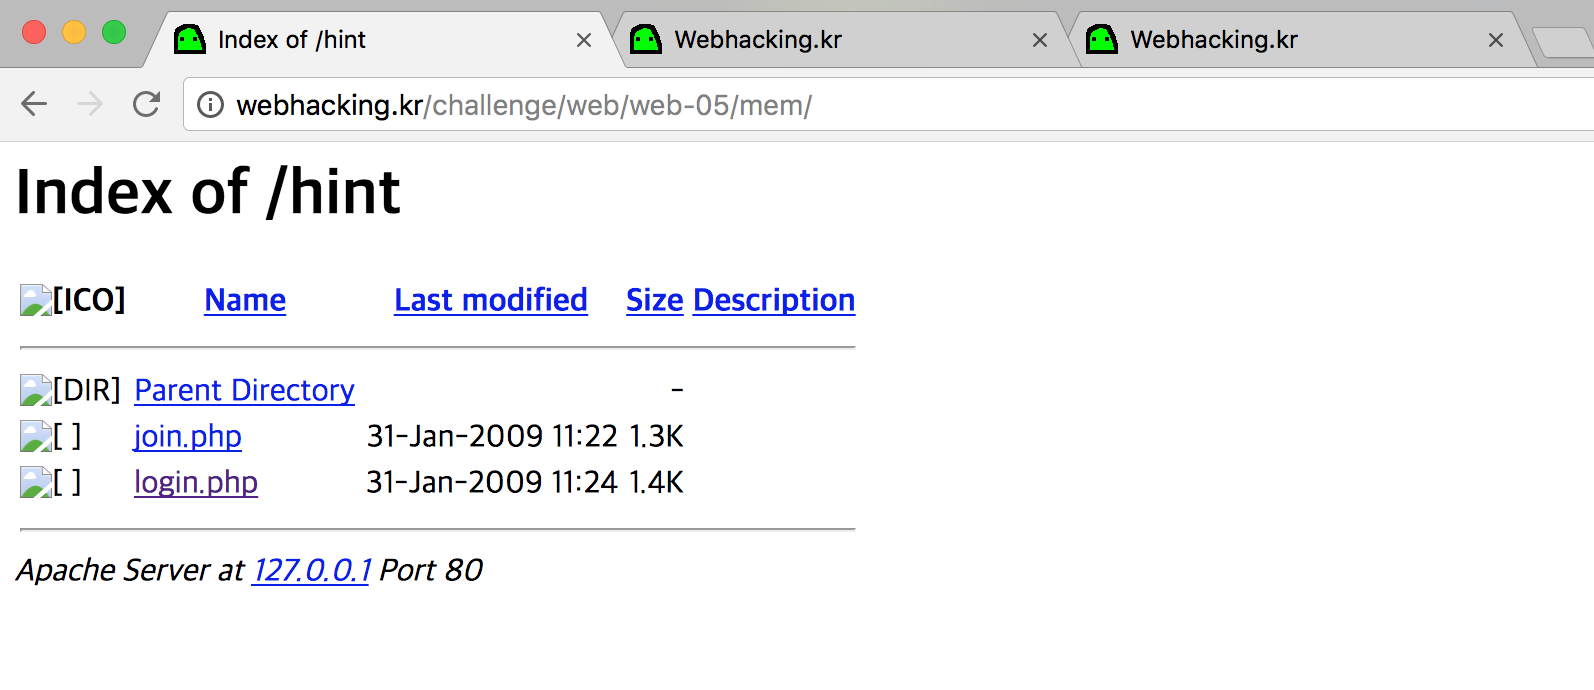 Index of /hint
Webhacking.kr
Webhacking.kr
webhacking.kr/challenge/web/web-05/mem/
Index of /hint
[ICO] Name Last modified Size Description
[DIR] Parent Directory -
[ ] join.php 31-Jan-2009 11:22 1.3K
[ ] login.php 31-Jan-2009 11:24 1.4K
Apache Server at 127.0.0.1 Port 80